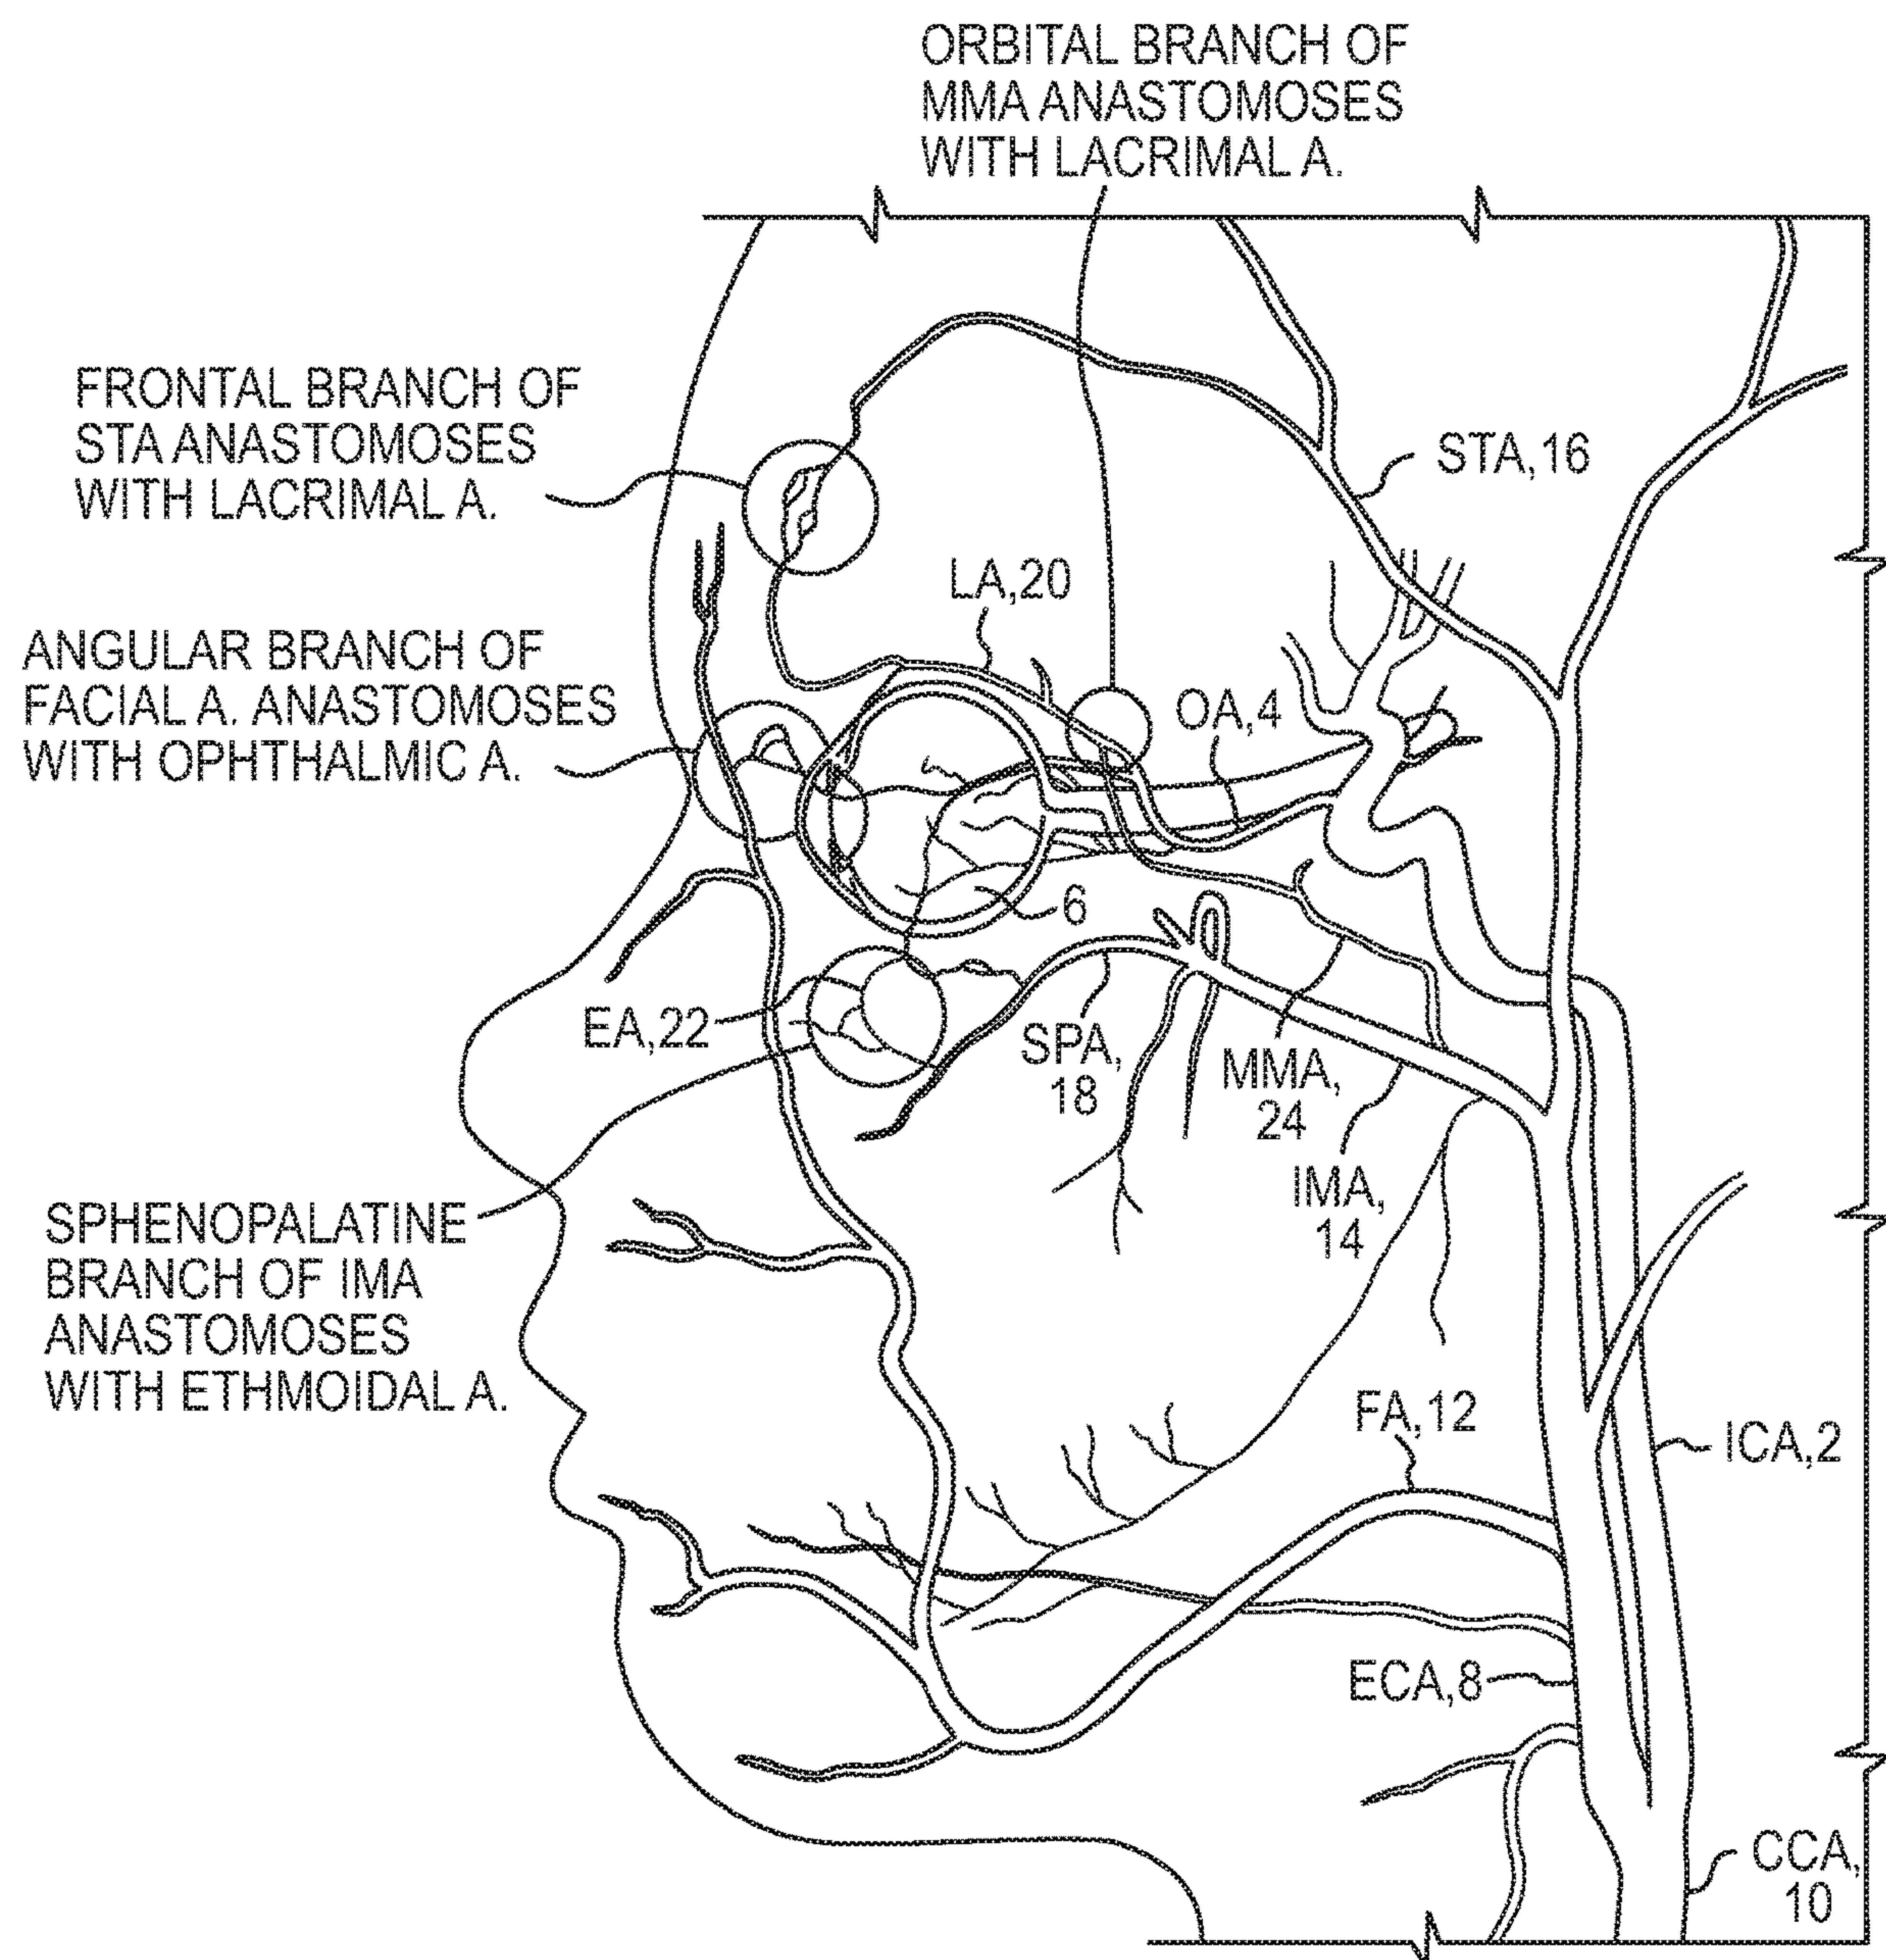 ORBITAL BRANCH OF
MMA ANASTOMOSES
WITH LACRIMAL A.
FRONTAL BRANCH OF
STA ANASTOMOSES
WITH LACRIMAL A.
STA,16
LA,20
ANGULAR BRANCH OF
FACIAL A. ANASTOMOSES
WITH OPHTHALMIC A.
OA,4
6
EA,22
SPA,
18
MMA,
24
IMA,
14
SPHENOPALATINE
BRANCH OF IMA
ANASTOMOSES
WITH ETHMOIDAL A.
FA,12
ICA,2
ECA,8
CCA,
10